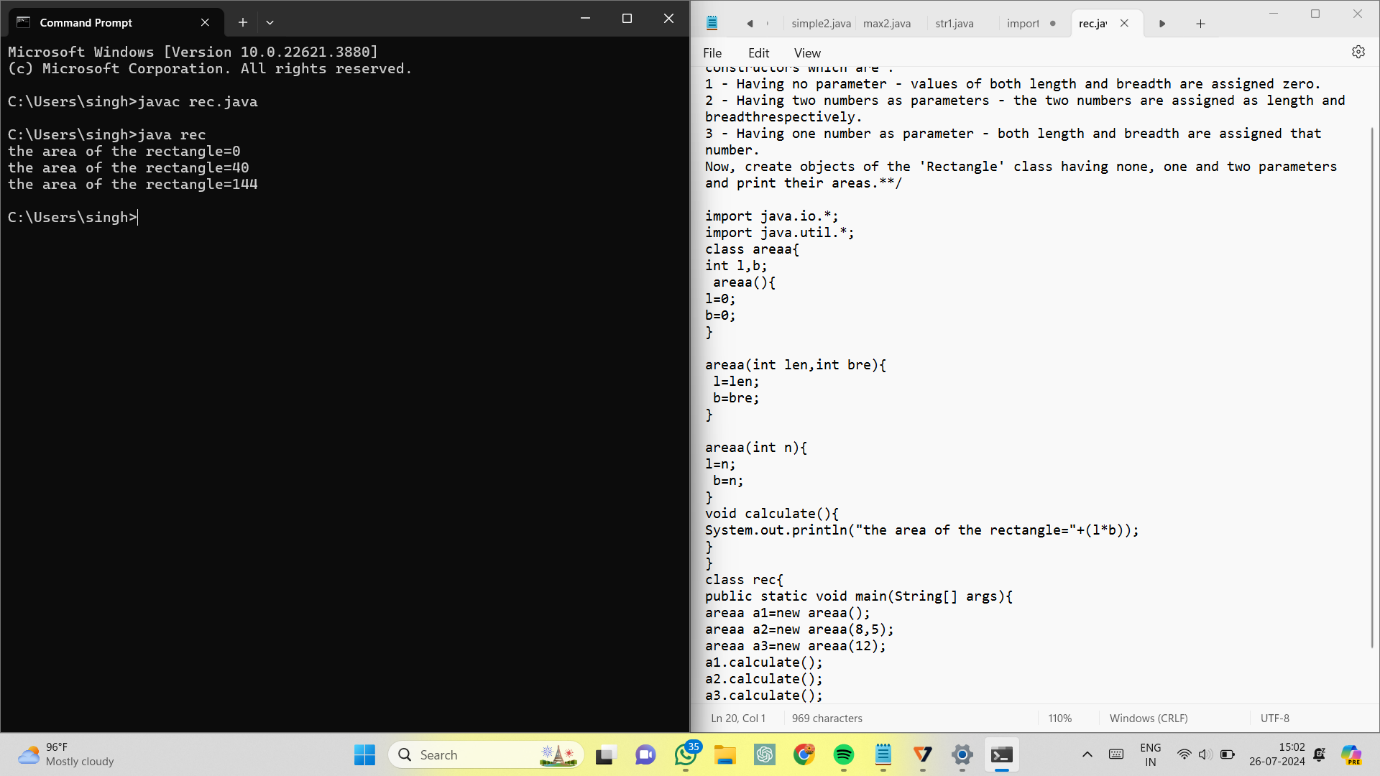 Command Prompt
Microsoft Windows [Version 10.0.22621.3880]
(c) Microsoft Corporation. All rights reserved.
C:\Users\singh>javac rec.java
C:\Users\singh>java rec
the area of the rectangle=0
the area of the rectangle=40
the area of the rectangle=144
C:\Users\singh>
simple2.java max2.java str1.java import rec.jav
File Edit View
constructors which are :
1 - Having no parameter - values of both length and breadth are assigned zero.
2 - Having two numbers as parameters - the two numbers are assigned as length and
breadthrespectively.
3 - Having one number as parameter - both length and breadth are assigned that
number.
Now, create objects of the 'Rectangle' class having none, one and two parameters
and print their areas.**/
import java.io.*;
import java.util.*;
class areaa{
int l,b;
areaa(){
l=0;
b=0;
}
areaa(int len,int bre){
l=len;
b=bre;
}
areaa(int n){
l=n;
b=n;
}
void calculate(){
System.out.println("the area of the rectangle="+(l*b));
}
}
class rec{
public static void main(String[] args){
areaa a1=new areaa();
areaa a2=new areaa(8,5);
areaa a3=new areaa(12);
a1.calculate();
a2.calculate();
a3.calculate();
Ln 20, Col 1 969 characters 110% Windows (CRLF) UTF-8
96°F
Mostly cloudy
Search
35
ENG
IN
15:02
26-07-2024
PRE